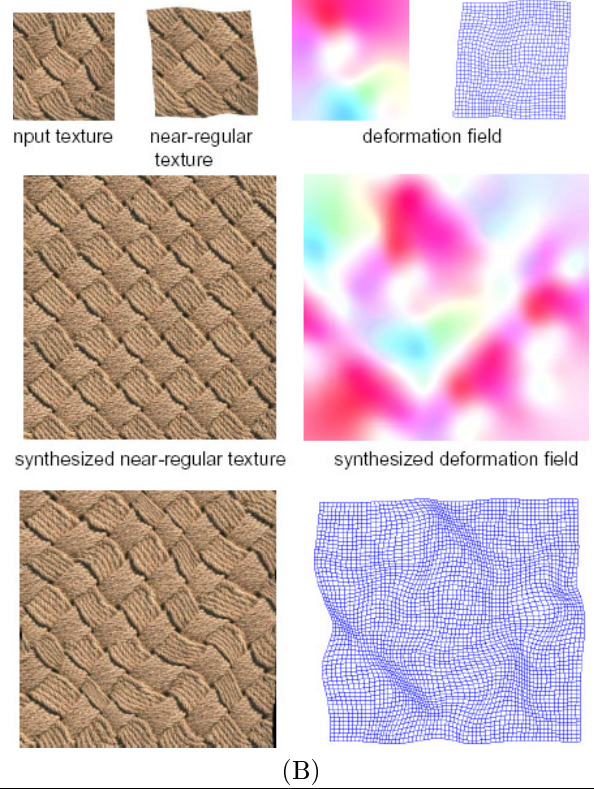 nput texture
near-regular
texture
deformation field
synthesized near-regular texture
synthesized deformation field
(B)